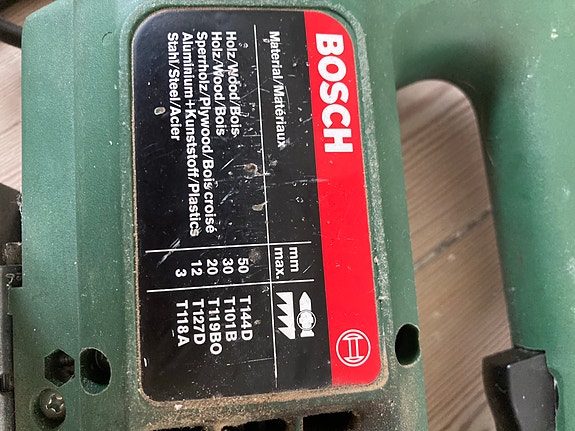 BOSCH
Material/Matériaux mm max.
Holz/Wood/Bois 50 T144D
Holz/Wood/Bois 30 T101B
Sperrholz/Plywood/Bois croisé 20 T119BO
Aluminium+Kunststoff/Plastics 12 T127D
Stahl/Steel/Acier 3 T118A